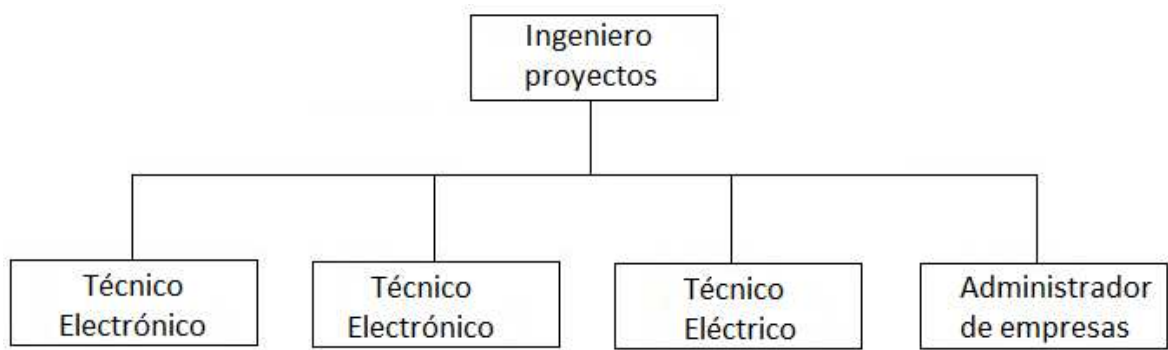 Ingeniero
proyectos
Técnico
Electrónico
Técnico
Electrónico
Técnico
Eléctrico
Administrador
de empresas